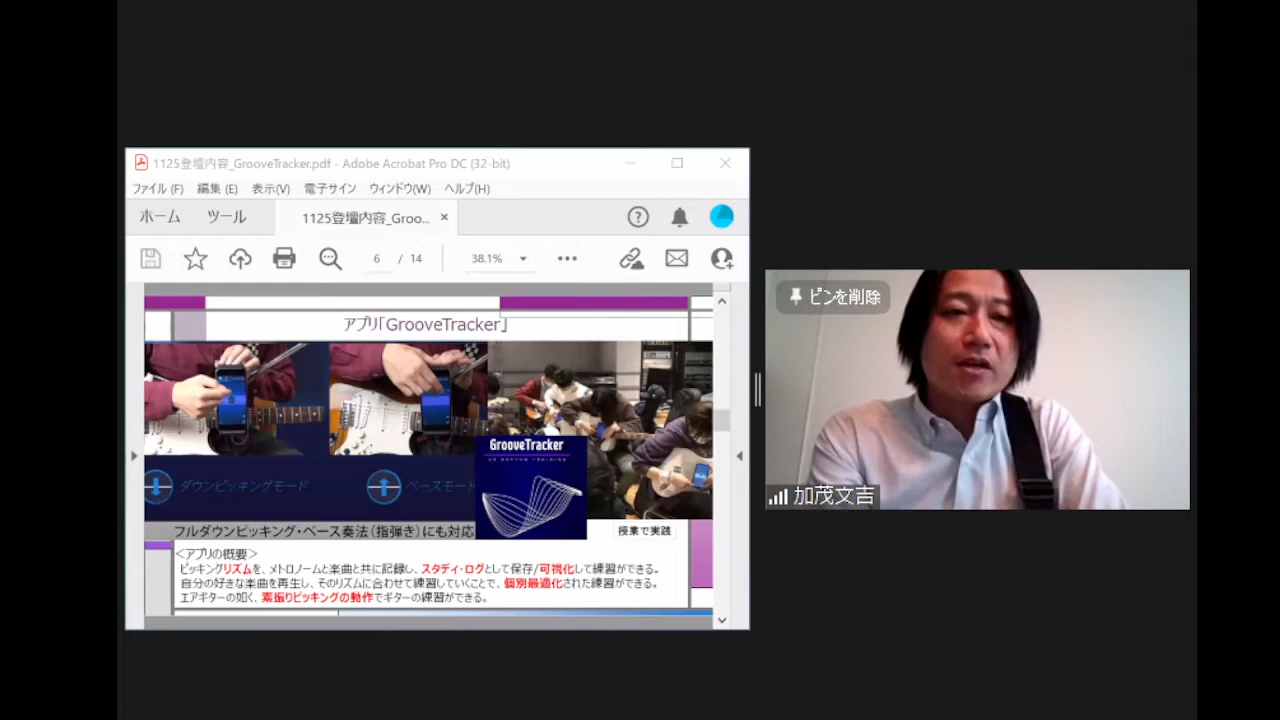 1125登壇内容_GrooveTracker.pdf - Adobe Acrobat Pro DC (32-bit)
ファイル(F) 編集(E) 表示(V) 電子サイン ウィンドウ(W) ヘルプ(H)
ホーム ツール 1125登壇内容_Groo... ×
6 / 14 38.1%
アプリ「GrooveTracker」
ダウンピッキングモード
ベースモード
GrooveTracker
フルダウンピッキング・ベース奏法(指弾き)にも対応
授業で実践
<アプリの概要>
ピッキングリズムを、メトロノームと楽曲と共に記録し、スタディ・ログとして保存/可視化して練習ができる。
自分の好きな楽曲を再生し、そのリズムに合わせて練習していくことで、個別最適化された練習ができる。
エアギターの如く、素振りピッキングの動作でギターの練習ができる。
ピンを削除
加茂文吉